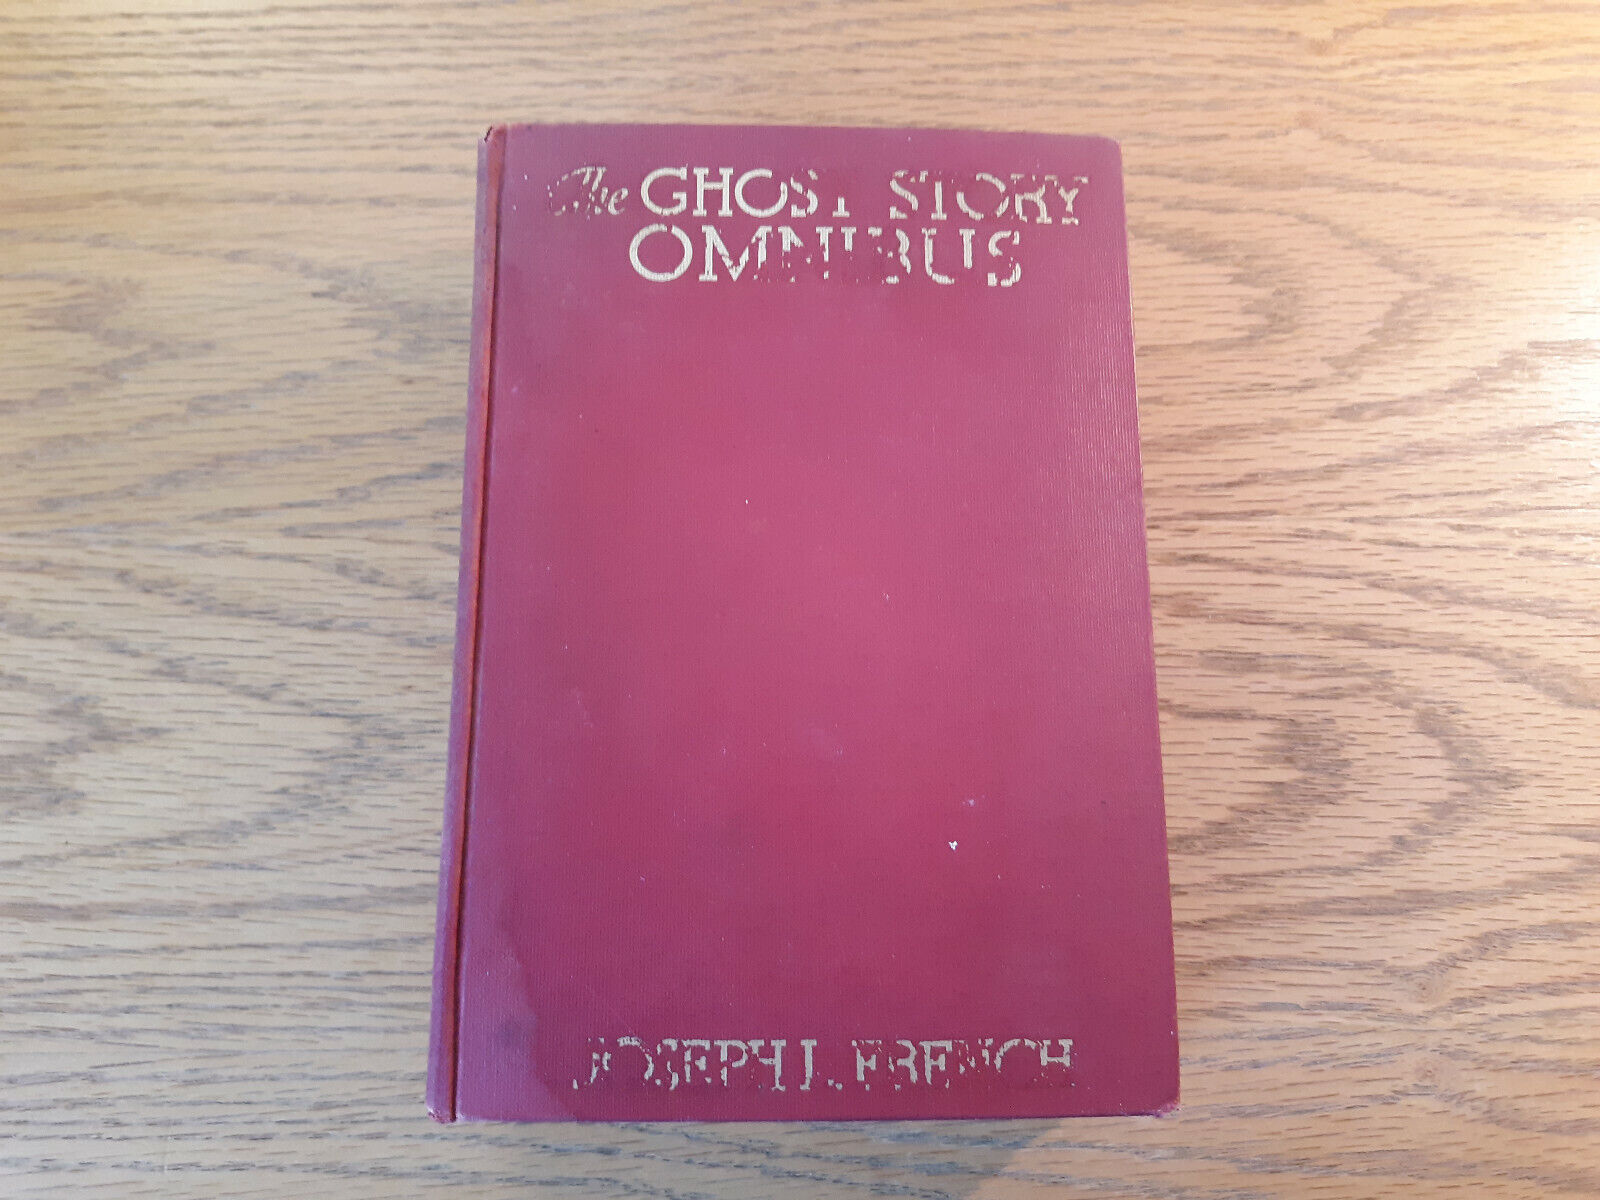 The GHOST STORY
OMNIBUS
JOSEPH L. FRENCH